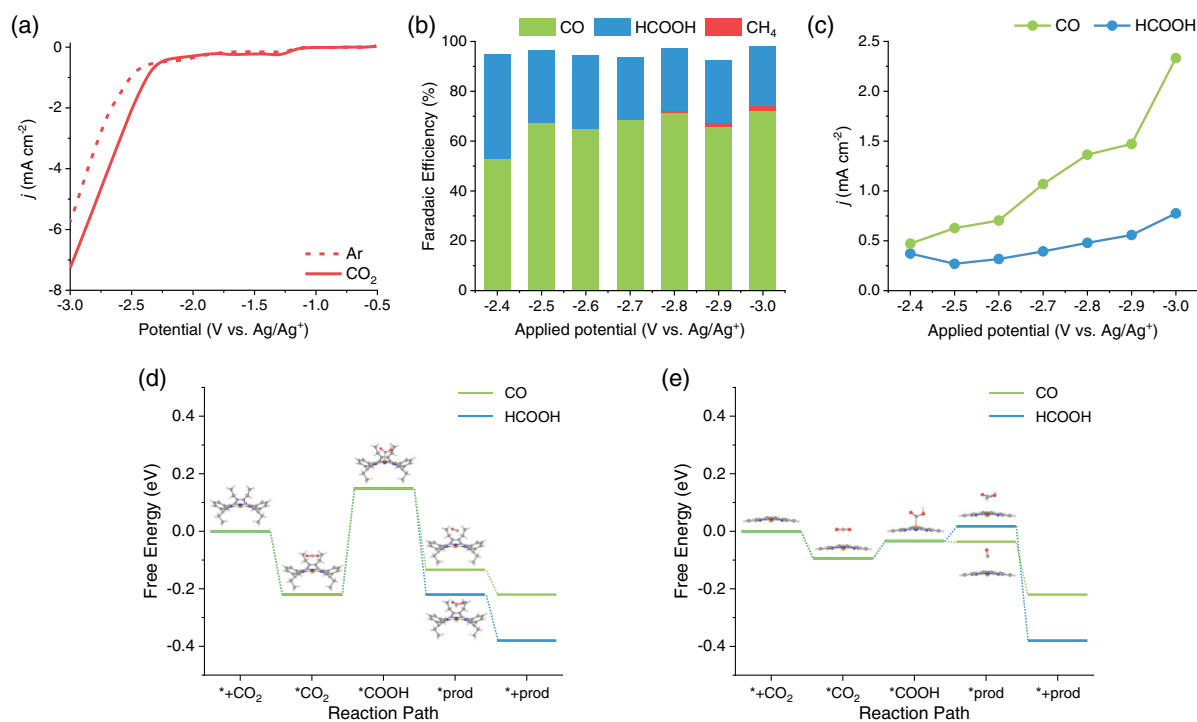 (a)
0
-2
-4
-6
-8
j (mA cm⁻²)
Ar
CO₂
-3.0 -2.5 -2.0 -1.5 -1.0 -0.5
Potential (V vs. Ag/Ag⁺)
(b)
CO HCOOH CH₄
100
80
60
40
20
0
Faradaic Efficiency (%)
-2.4 -2.5 -2.6 -2.7 -2.8 -2.9 -3.0
Applied potential (V vs. Ag/Ag⁺)
(c)
CO HCOOH
2.5
2.0
1.5
1.0
0.5
0.0
j (mA cm⁻²)
-2.4 -2.5 -2.6 -2.7 -2.8 -2.9 -3.0
Applied potential (V vs. Ag/Ag⁺)
(d)
CO
HCOOH
0.4
0.2
0.0
-0.2
-0.4
Free Energy (eV)
*+CO₂ *CO₂ *COOH *prod *+prod
Reaction Path
(e)
CO
HCOOH
0.4
0.2
0.0
-0.2
-0.4
Free Energy (eV)
*+CO₂ *CO₂ *COOH *prod *+prod
Reaction Path